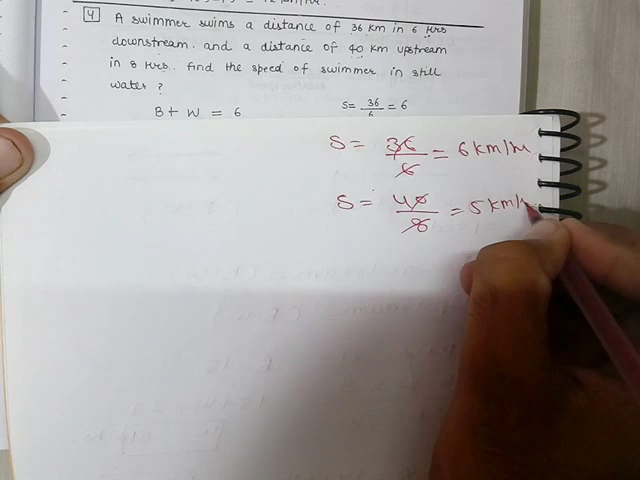 4 A swimmer swims a distance of 36 km in 6 Hrs
downstream. and a distance of 40 km upstream
in 8 Hrs. find the speed of swimmer in still
water ?
B + W = 6 S = 36/6 = 6
S = 36/6 = 6 km/hr
S = 40/8 = 5 km/h